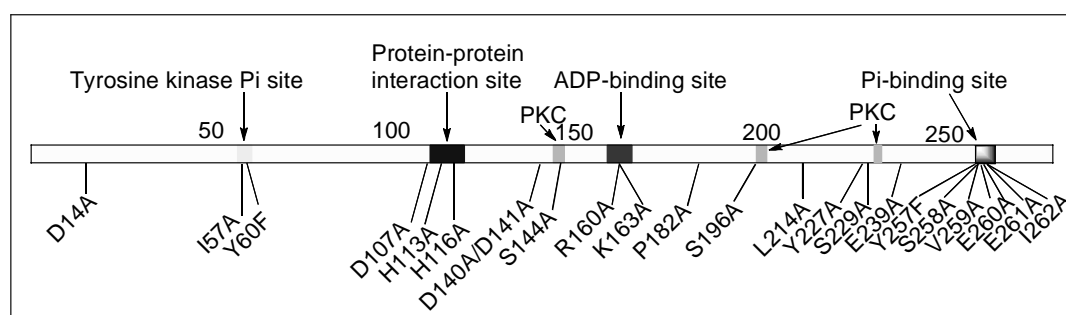 Protein-protein
interaction site
Tyrosine kinase Pi site
ADP-binding site
Pi-binding site
PKC
PKC
50
100
150
200
250
D14A
I57A
Y60F
D107A
H113A
H116A
D140A/D141A
S144A
R160A
K163A
P182A
S196A
L214A
Y227A
S229A
E239A
Y257F
S258A
V259A
E260A
E261A
I262A